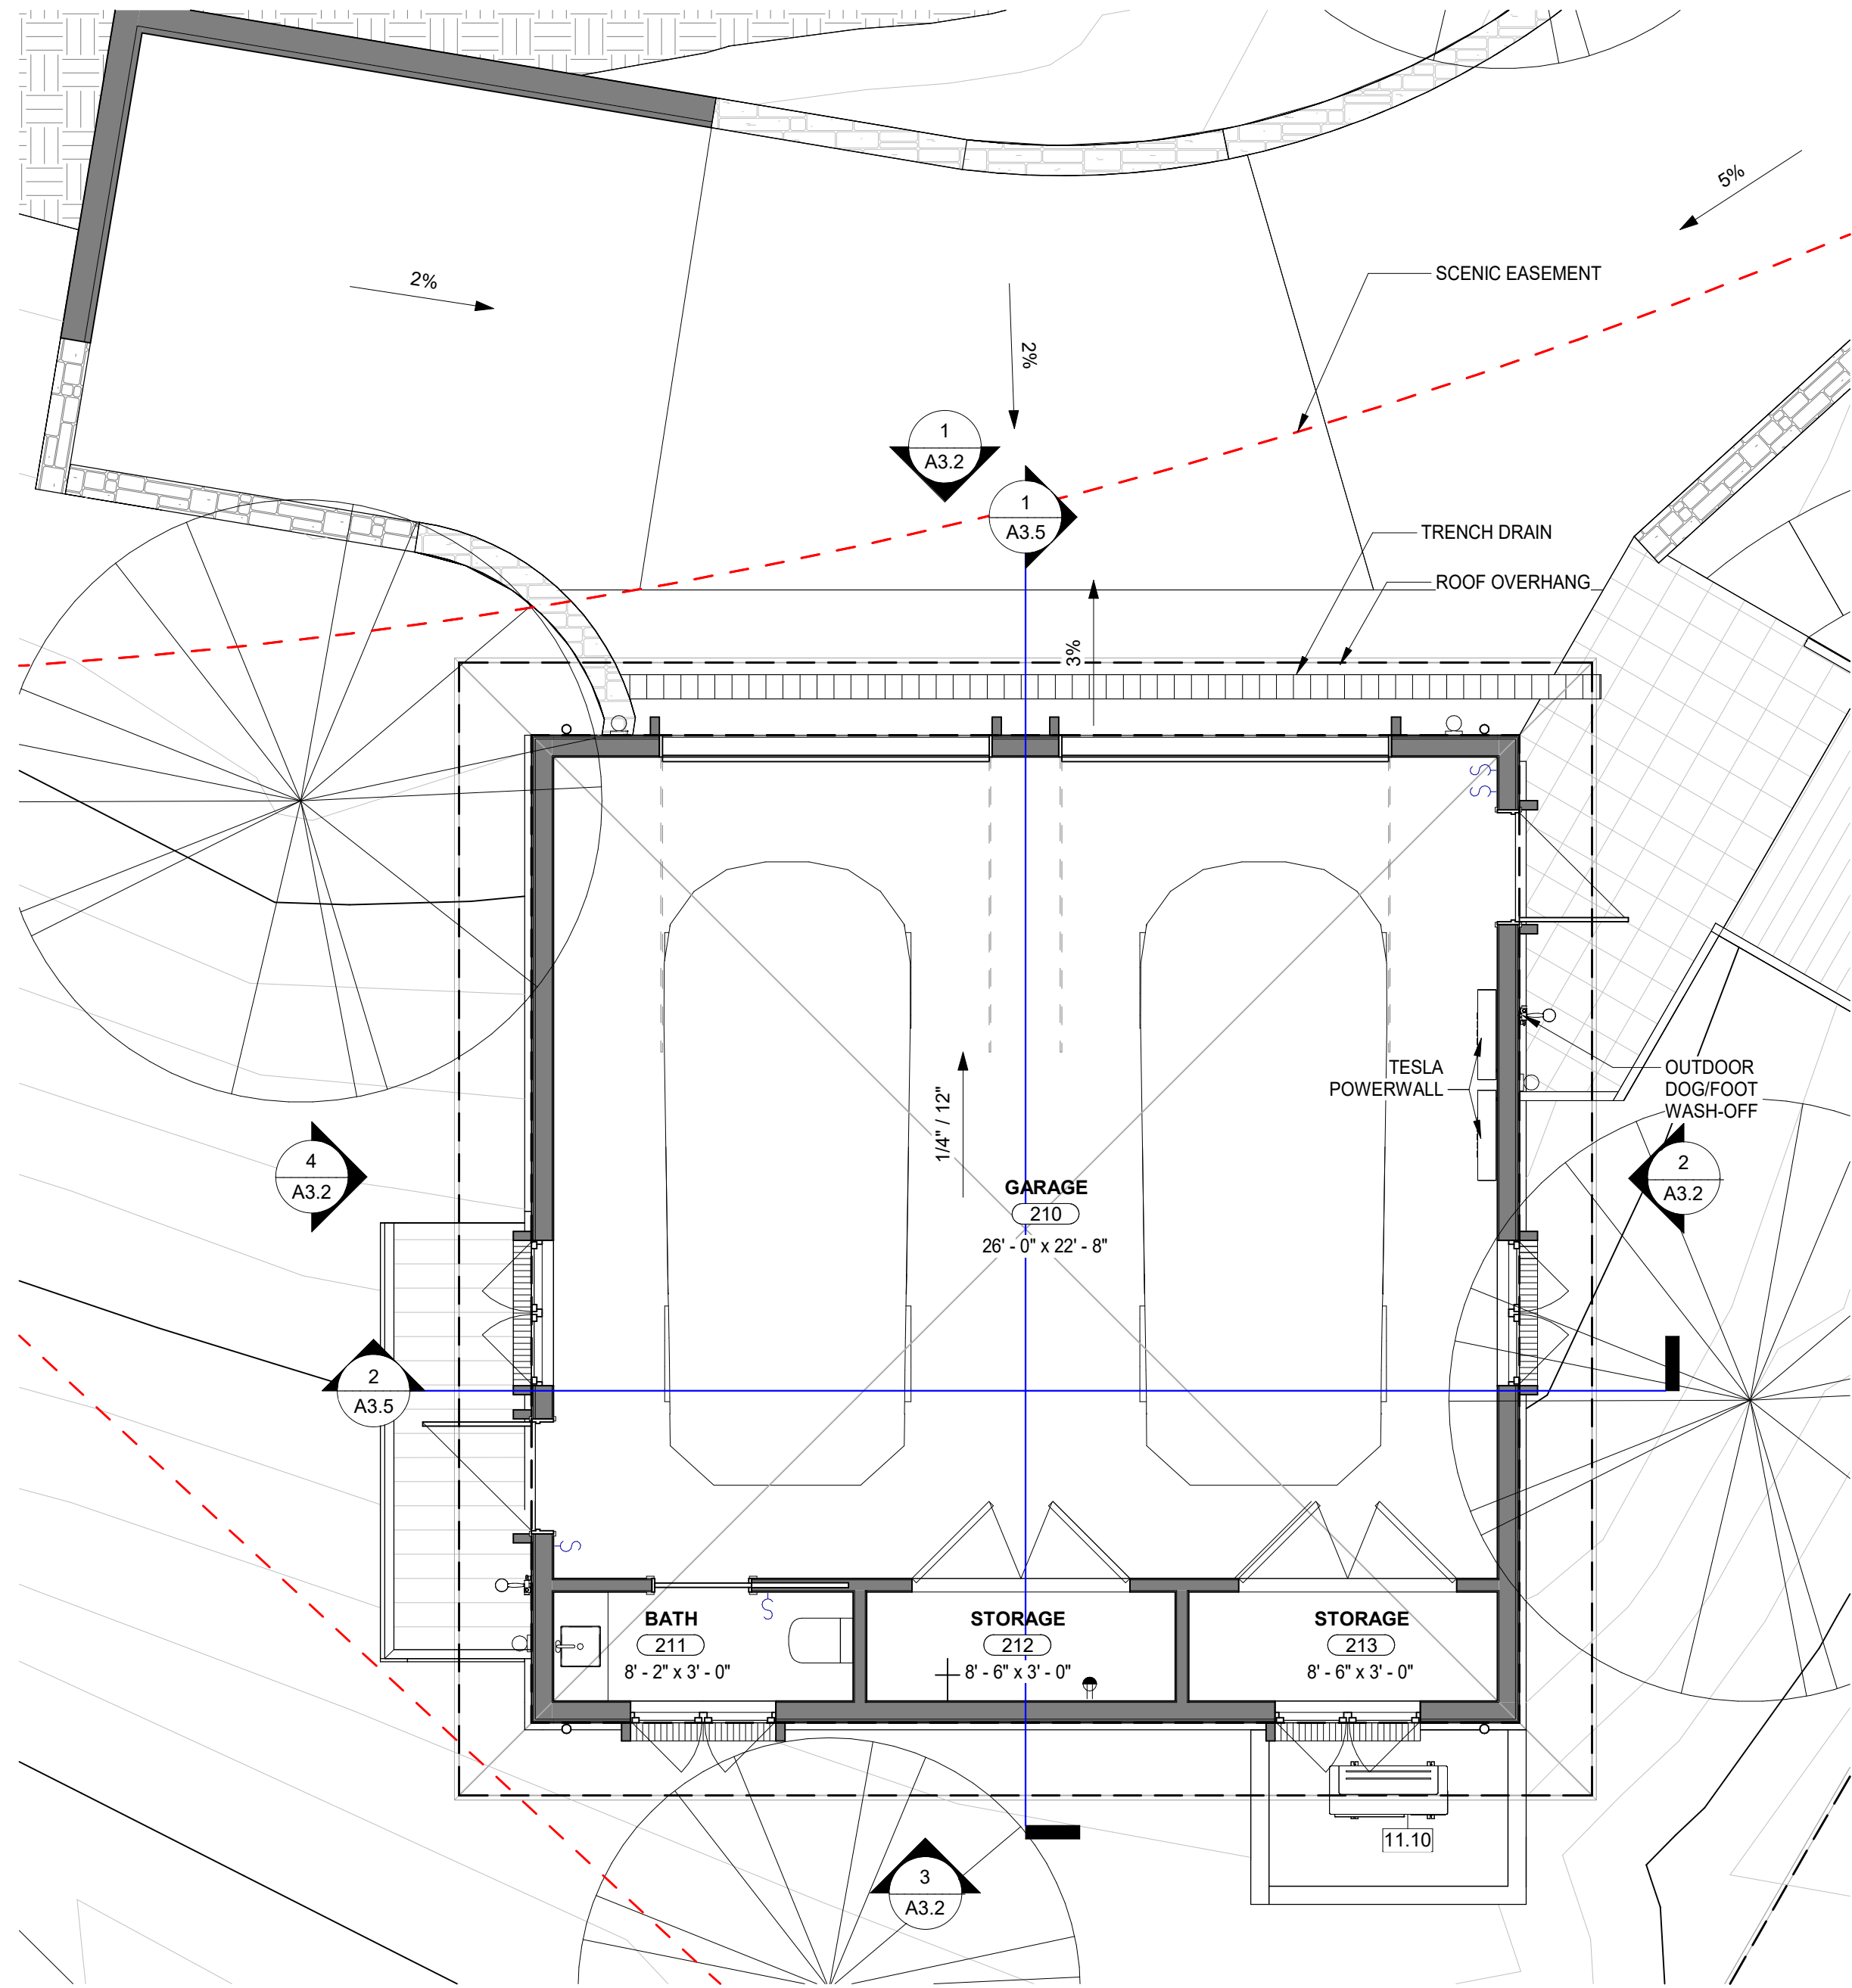 5%
SCENIC EASEMENT
2%
2%
1
A3.2
1
A3.5
TRENCH DRAIN
ROOF OVERHANG
3%
S
S
TESLA
POWERWALL
OUTDOOR
DOG/FOOT
WASH-OFF
1/4" / 12"
4
A3.2
2
A3.2
GARAGE
210
26' - 0" x 22' - 8"
2
A3.5
S
S
BATH
211
8' - 2" x 3' - 0"
STORAGE
212
8' - 6" x 3' - 0"
STORAGE
213
8' - 6" x 3' - 0"
11.10
3
A3.2